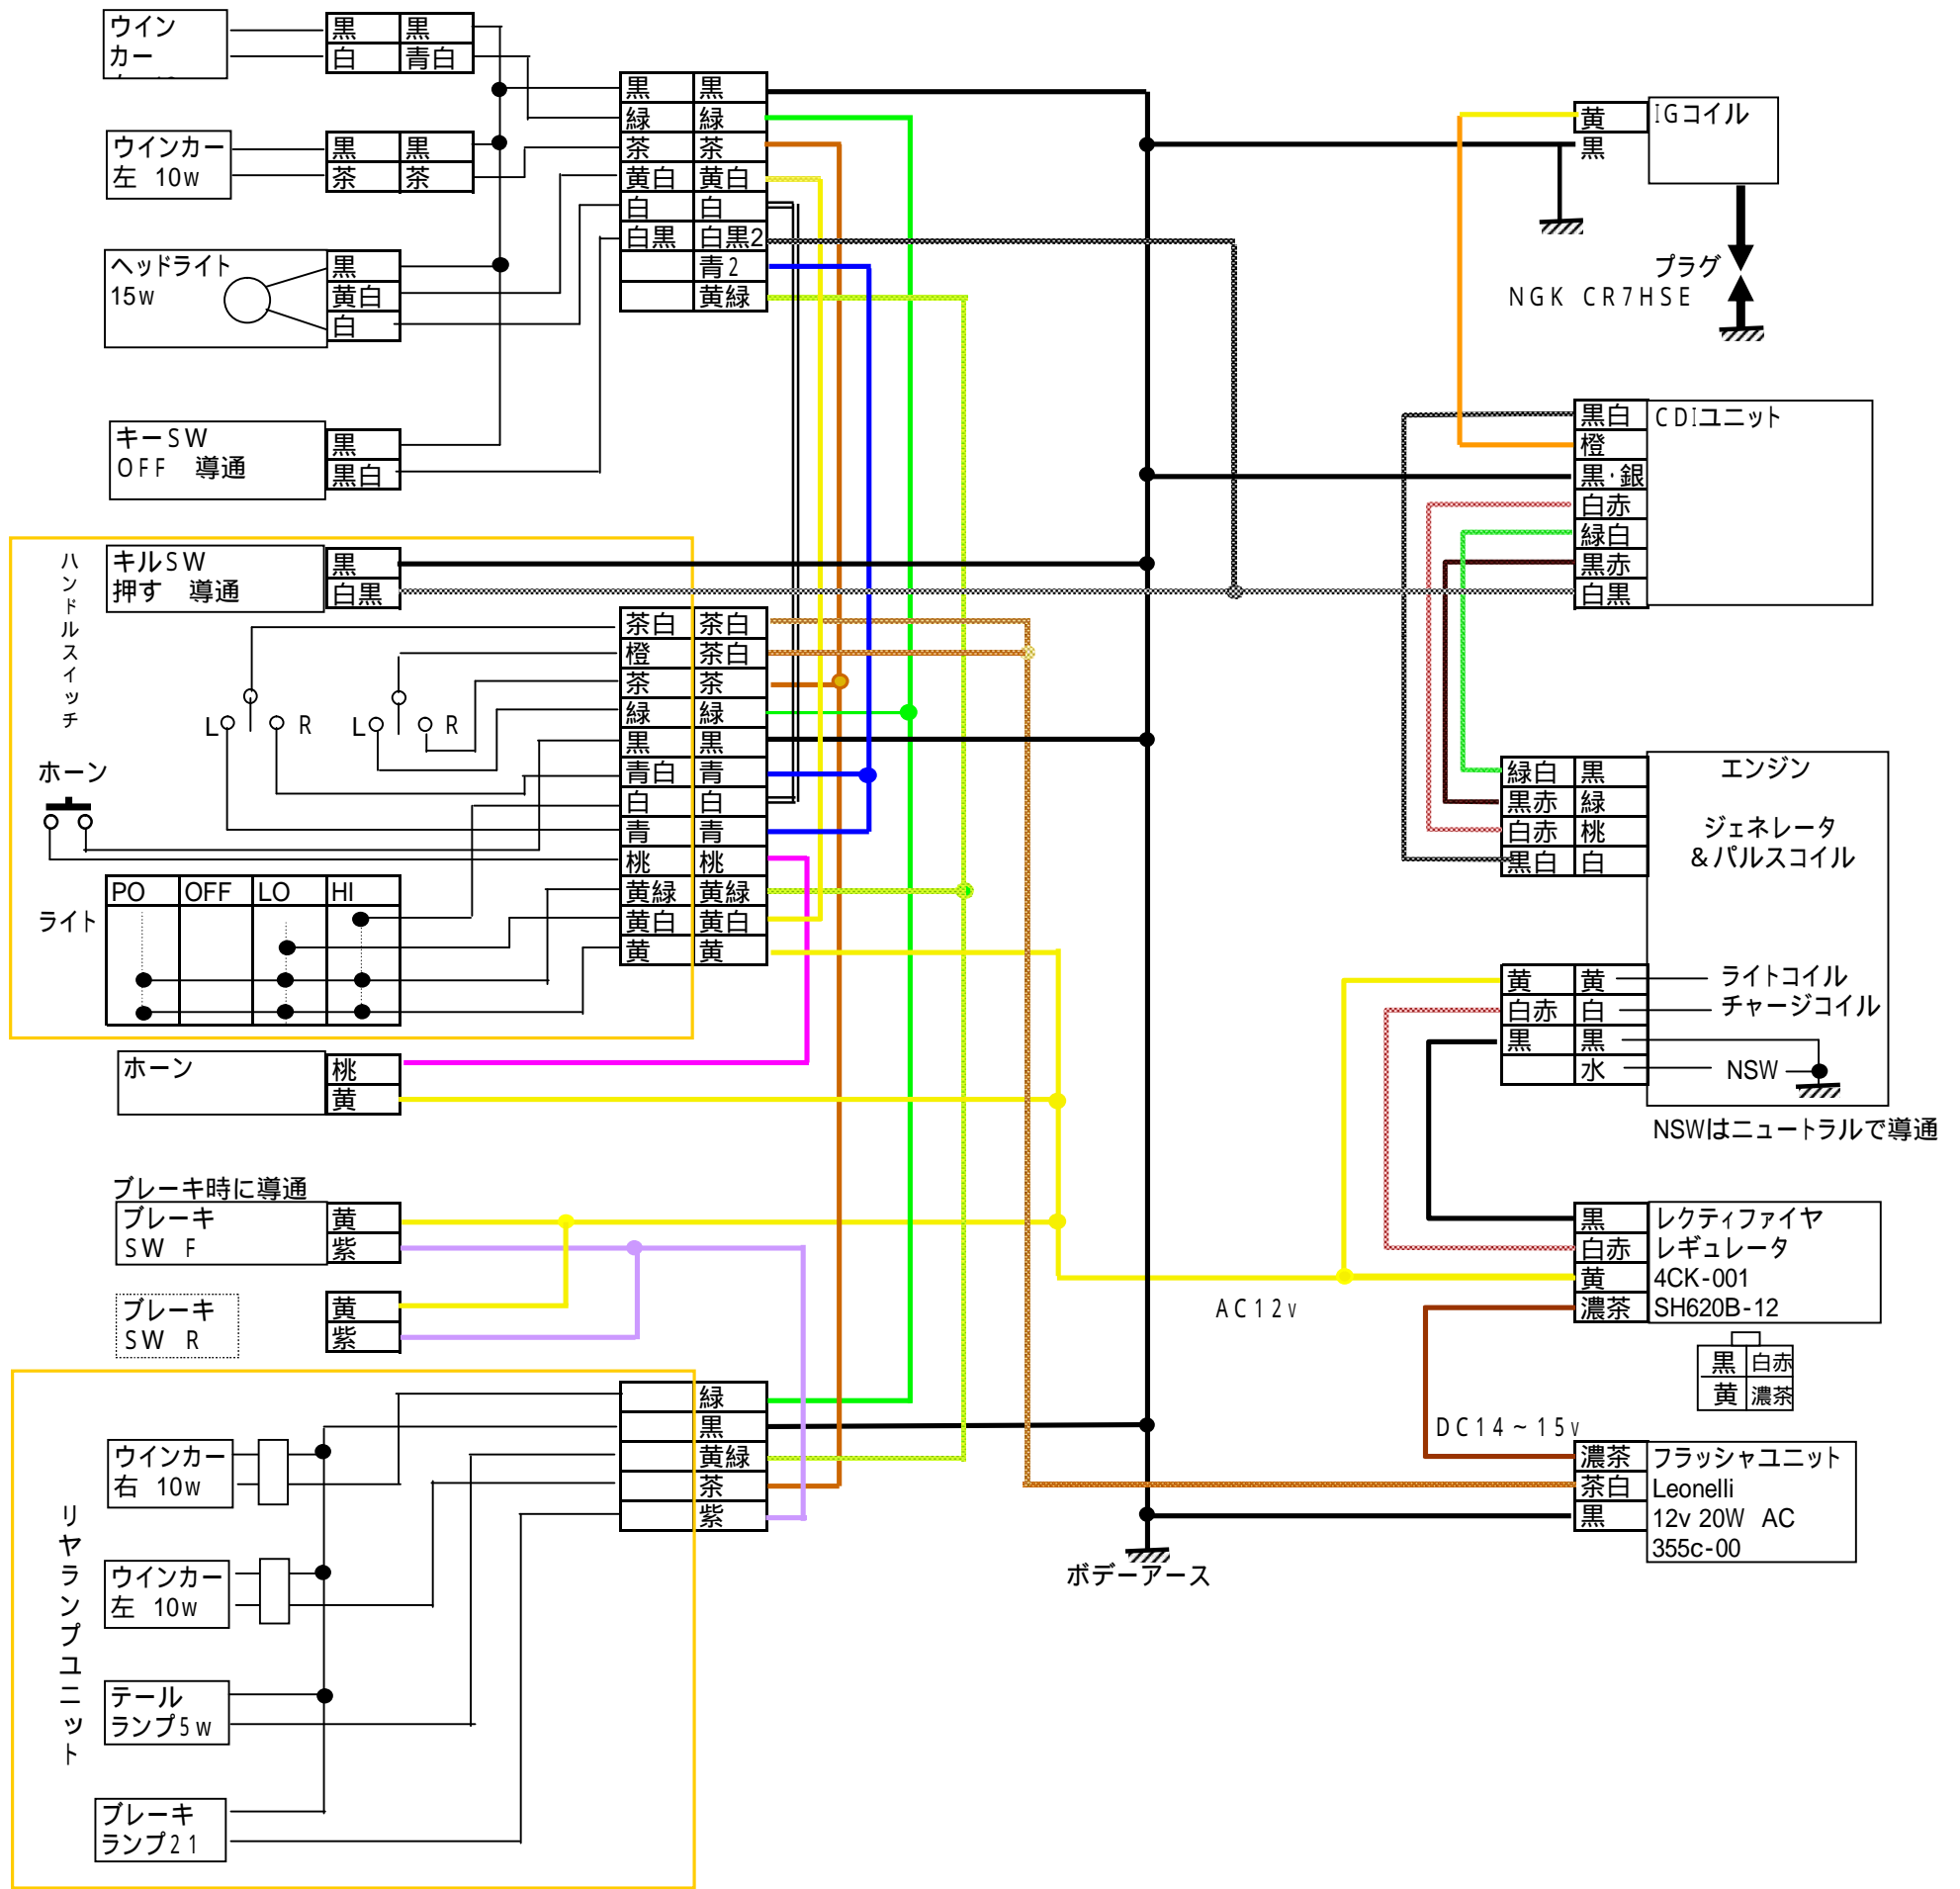 ウイン
カー
黒 黒
白 青白
ウインカー
左 10w
黒 黒
茶 茶
ヘッドライト
15w
黒
黄白
白
キーSW
OFF 導通
黒
黒白
黒 黒
緑 緑
茶 茶
黄白 黄白
白 白
白黒 白黒2
青2
黄緑
黄
黒
IGコイル
プラグ
NGK CR7HSE
黒白
橙
黒・銀
白赤
緑白
黒赤
白黒
CDIユニット
ハンドルスイッチ
キルSW
押す 導通
黒
白黒
L R
L R
ホーン
茶白 茶白
橙 茶白
茶 茶
緑 緑
黒 黒
青白 青
白 白
青 青
桃 桃
黄緑 黄緑
黄白 黄白
黄 黄
PO OFF LO HI
ライト
緑白 黒
黒赤 緑
白赤 桃
黒白 白
エンジン
ジェネレータ
&パルスコイル
黄 黄
白赤 白
黒 黒
水
ライトコイル
チャージコイル
NSW
NSWはニュートラルで導通
ホーン
桃
黄
ブレーキ時に導通
ブレーキ
SW F
黄
紫
ブレーキ
SW R
黄
紫
黒
白赤
黄
濃茶
レクティファイヤ
レギュレータ
4CK-001
SH620B-12
AC12v
黒 白赤
黄 濃茶
DC14~15v
濃茶
茶白
黒
フラッシャユニット
Leonelli
12v 20W AC
355c-00
ボデーアース
緑
黒
黄緑
茶
紫
リヤランプユニット
ウインカー
右 10w
ウインカー
左 10w
テール
ランプ5w
ブレーキ
ランプ21